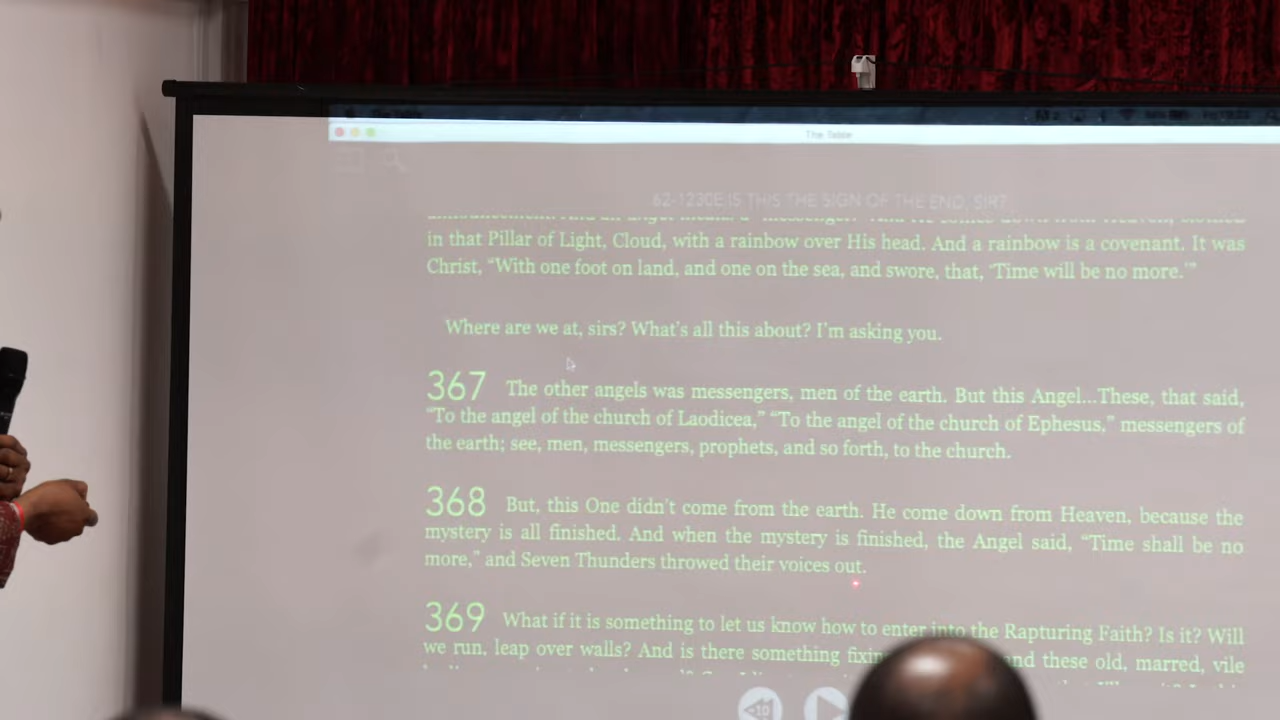 The Table
62-1230E IS THIS THE SIGN OF THE END, SIR?
in that Pillar of Light, Cloud, with a rainbow over His head. And a rainbow is a covenant. It was
Christ, “With one foot on land, and one on the sea, and swore, that, ‘Time will be no more.’”
Where are we at, sirs? What’s all this about? I’m asking you.
367 The other angels was messengers, men of the earth. But this Angel...These, that said,
“To the angel of the church of Laodicea,” “To the angel of the church of Ephesus,” messengers of
the earth; see, men, messengers, prophets, and so forth, to the church.
368 But, this One didn’t come from the earth. He come down from Heaven, because the
mystery is all finished. And when the mystery is finished, the Angel said, “Time shall be no
more,” and Seven Thunders throwed their voices out.
369 What if it is something to let us know how to enter into the Rapturing Faith? Is it? Will
we run, leap over walls? And is there something fixin and these old, marred, vile
10